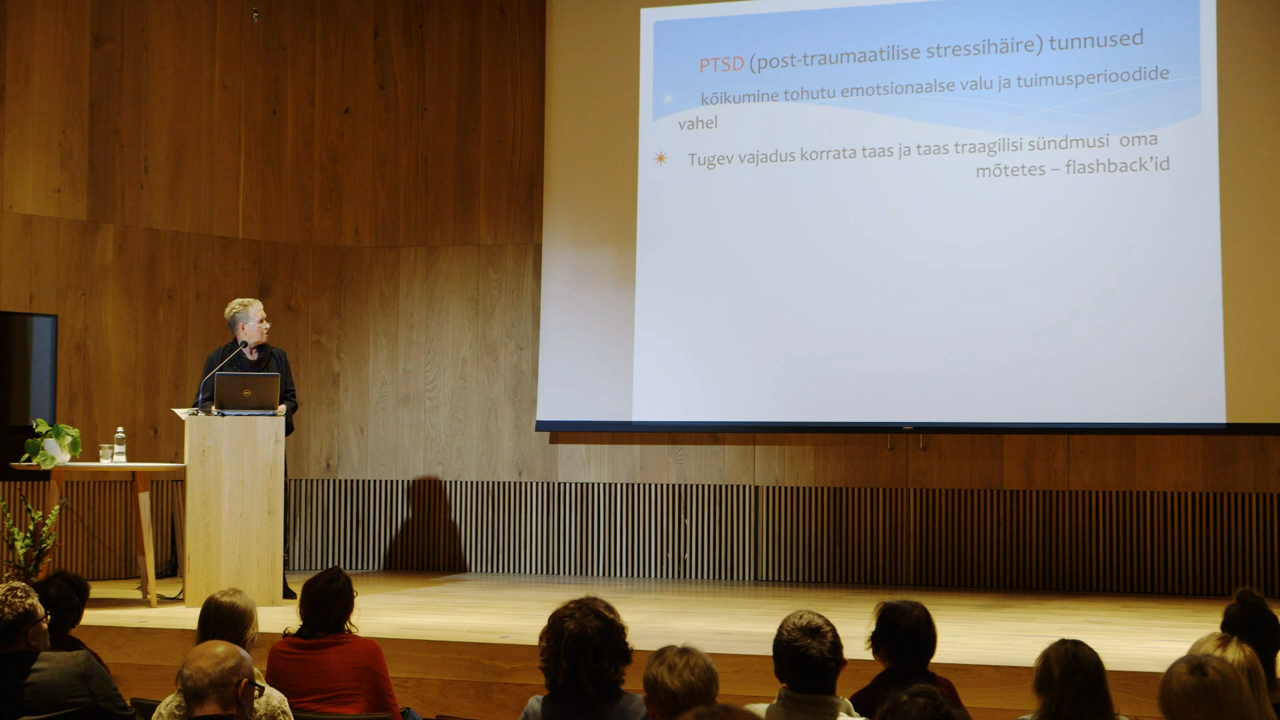 PTSD (post-traumaatilise stressihäire) tunnused
kõikumine tohutu emotsionaalse valu ja tuimusperioodide
vahel
Tugev vajadus korrata taas ja taas traagilisi sündmusi oma
mõtetes – flashback'id
DELL